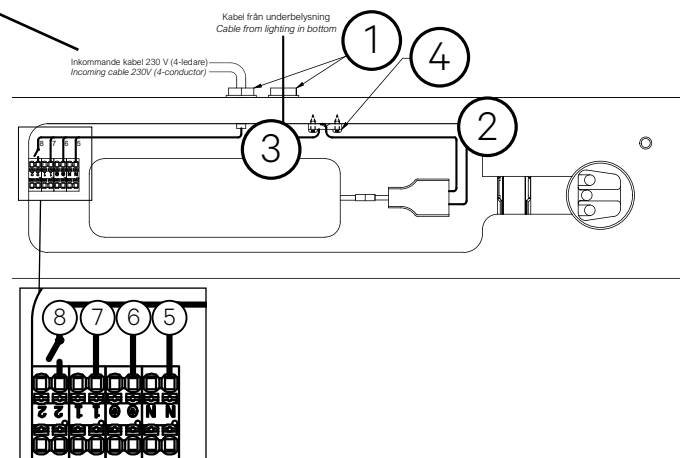 Kabel från underbelysning
Cable from lighting in bottom
1
4
Inkommande kabel 230 V (4-ledare)
Incoming cable 230V (4-conductor)
2
3
8 7 6 5
8 7 6 5
2 2 1 1 N N